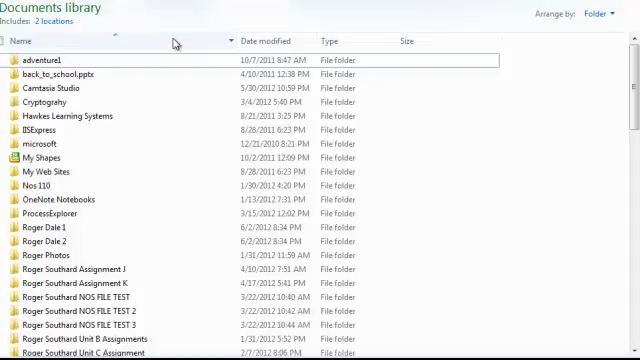 Documents library
Includes: 2 locations
Arrange by: Folder
Name Date modified Type Size
adventure1 10/7/2011 8:47 AM File folder
back_to_school.pptx 4/10/2011 12:38 PM File folder
Camtasia Studio 5/30/2012 10:59 PM File folder
Cryptograhy 3/4/2012 5:40 PM File folder
Hawkes Learning Systems 8/21/2011 3:25 PM File folder
IISExpress 8/28/2011 6:23 PM File folder
microsoft 12/21/2010 8:21 PM File folder
My Shapes 10/2/2011 12:09 PM File folder
My Web Sites 8/28/2011 6:23 PM File folder
Nos 110 1/30/2012 4:20 PM File folder
OneNote Notebooks 1/13/2012 7:31 PM File folder
ProcessExplorer 3/15/2012 12:02 PM File folder
Roger Dale 1 6/2/2012 8:34 PM File folder
Roger Dale 2 6/2/2012 8:34 PM File folder
Roger Photos 1/31/2012 11:59 AM File folder
Roger Southard Assignment J 4/10/2012 7:51 AM File folder
Roger Southard Assignment K 4/17/2012 5:41 PM File folder
Roger Southard NOS FILE TEST 3/22/2012 10:40 AM File folder
Roger Southard NOS FILE TEST 2 3/22/2012 10:42 AM File folder
Roger Southard NOS FILE TEST 3 3/22/2012 10:44 AM File folder
Roger Southard Unit B Assignments 1/31/2012 5:52 PM File folder
Roger Southard Unit C Assignment 2/7/2012 8:06 PM File folder